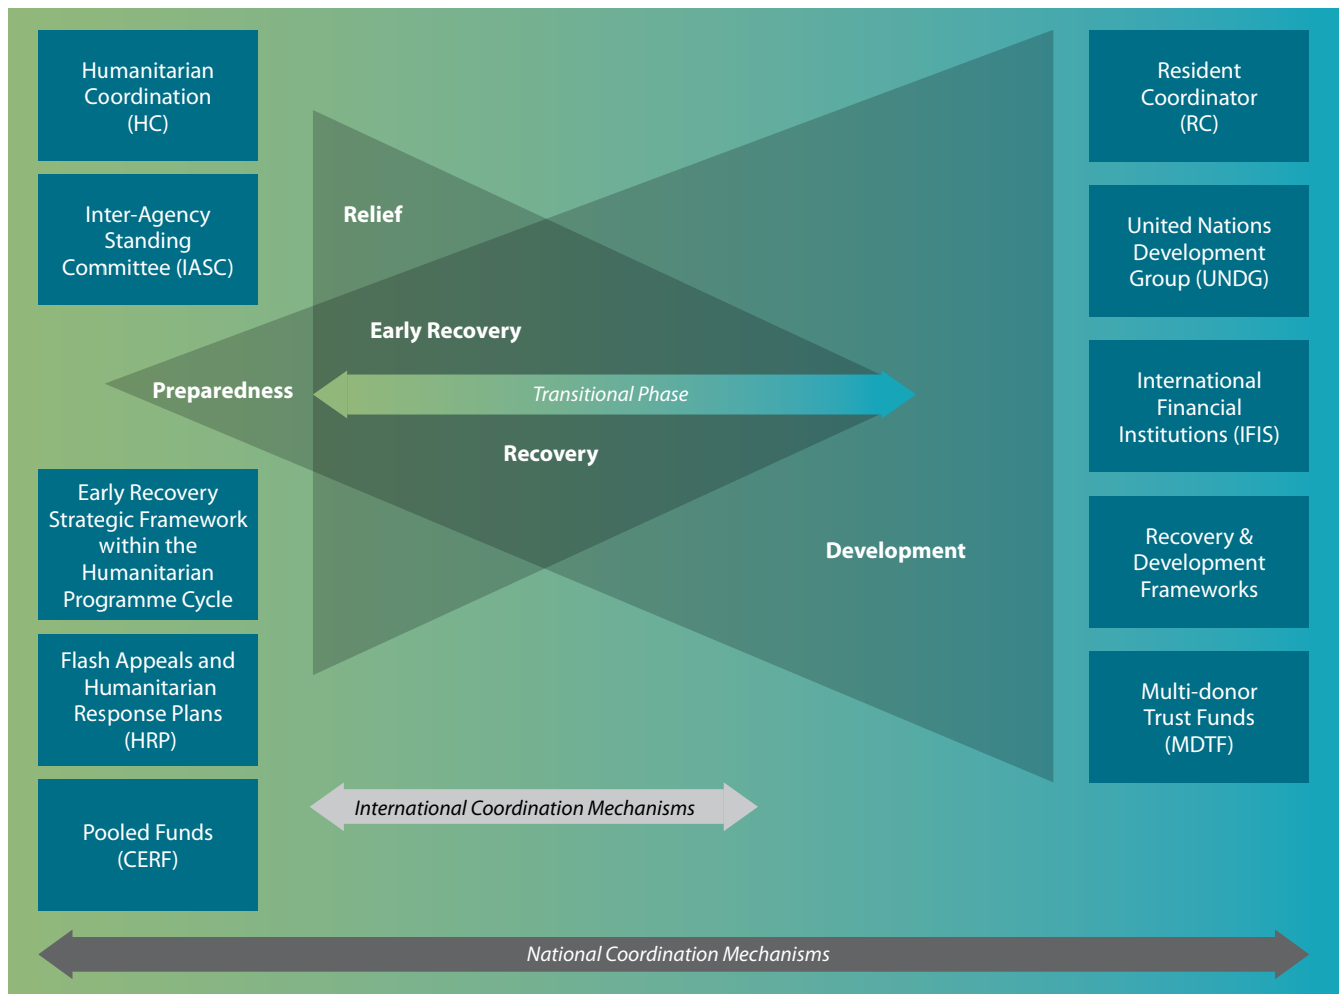 Humanitarian
Coordination
(HC)
Inter-Agency
Standing
Committee (IASC)
Early Recovery
Strategic Framework
within the
Humanitarian
Programme Cycle
Flash Appeals and
Humanitarian
Response Plans
(HRP)
Pooled Funds
(CERF)
Relief
Early Recovery
Preparedness
Transitional Phase
Recovery
Development
International Coordination Mechanisms
Resident
Coordinator
(RC)
United Nations
Development
Group (UNDG)
International
Financial
Institutions (IFIS)
Recovery &
Development
Frameworks
Multi-donor
Trust Funds
(MDTF)
National Coordination Mechanisms